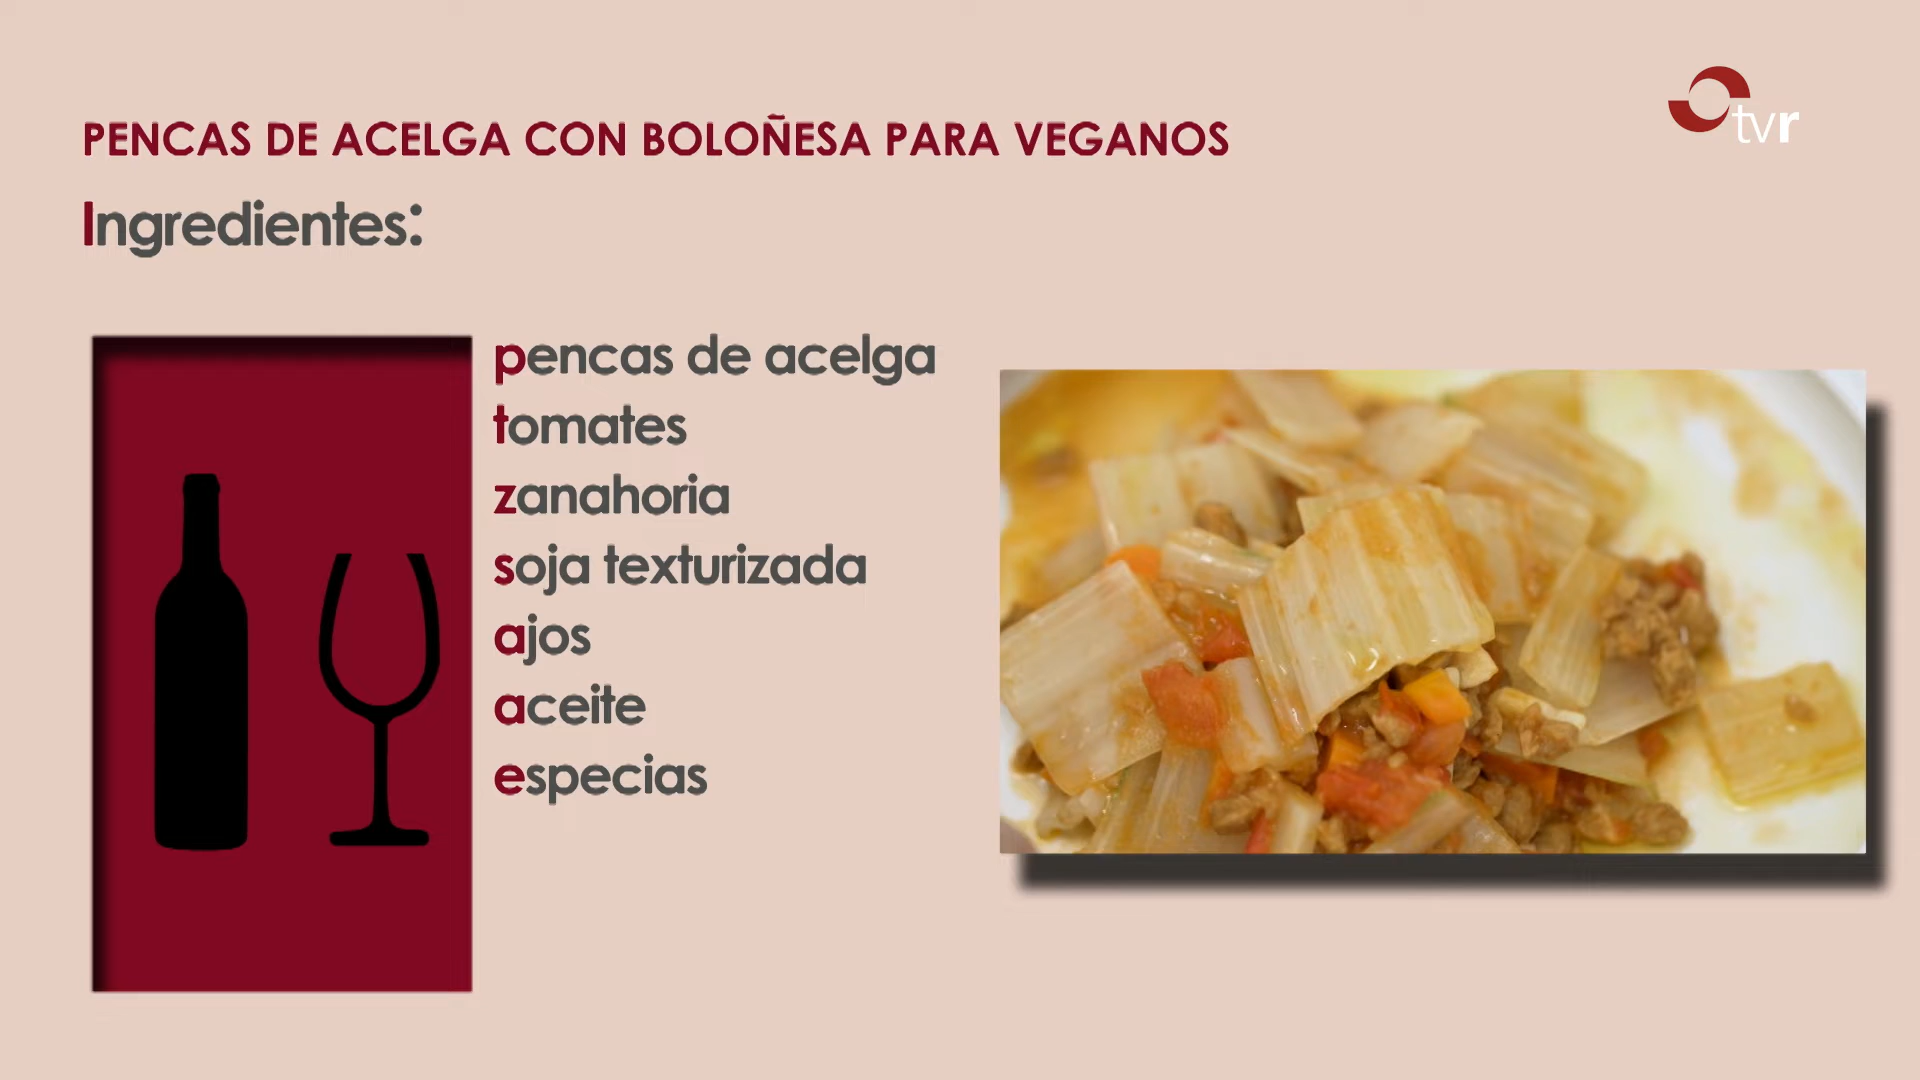 tvr
PENCAS DE ACELGA CON BOLOÑESA PARA VEGANOS
Ingredientes:
pencas de acelga
tomates
zanahoria
soja texturizada
ajos
aceite
especias